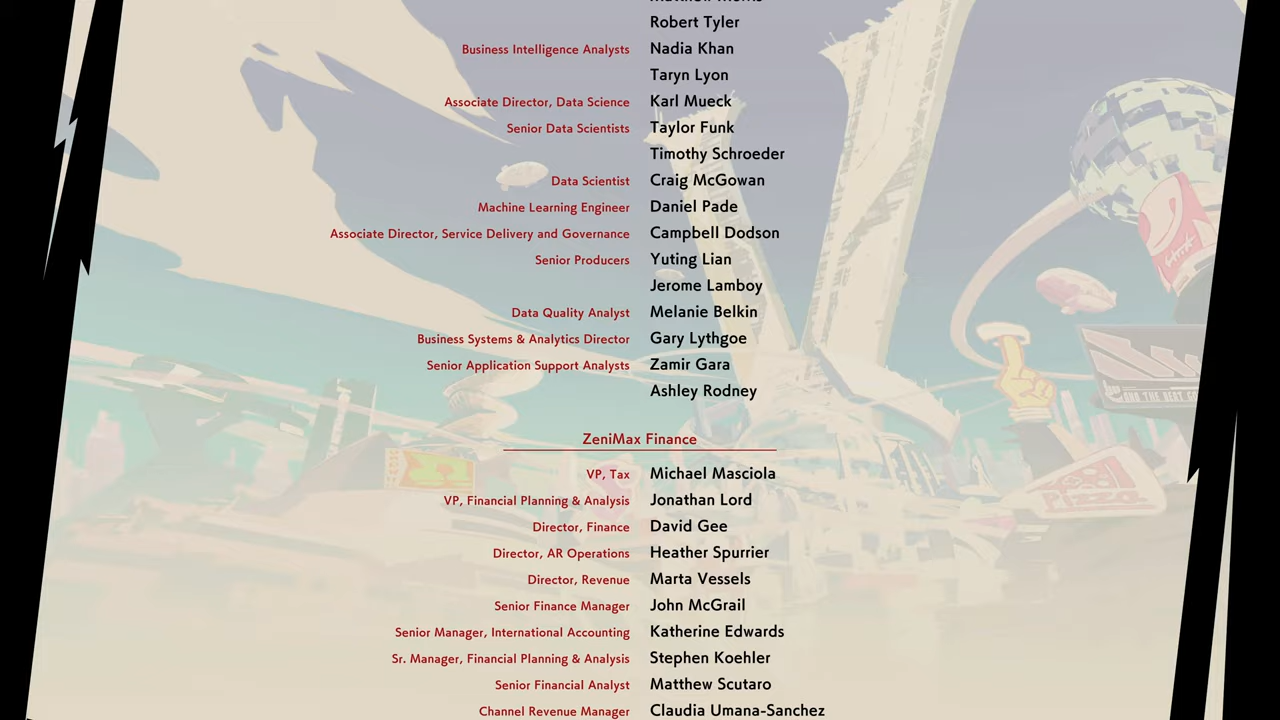 Robert Tyler
Business Intelligence Analysts Nadia Khan
Taryn Lyon
Associate Director, Data Science Karl Mueck
Senior Data Scientists Taylor Funk
Timothy Schroeder
Data Scientist Craig McGowan
Machine Learning Engineer Daniel Pade
Associate Director, Service Delivery and Governance Campbell Dodson
Senior Producers Yuting Lian
Jerome Lamboy
Data Quality Analyst Melanie Belkin
Business Systems & Analytics Director Gary Lythgoe
Senior Application Support Analysts Zamir Gara
Ashley Rodney
ZeniMax Finance
VP, Tax Michael Masciola
VP, Financial Planning & Analysis Jonathan Lord
Director, Finance David Gee
Director, AR Operations Heather Spurrier
Director, Revenue Marta Vessels
Senior Finance Manager John McGrail
Senior Manager, International Accounting Katherine Edwards
Sr. Manager, Financial Planning & Analysis Stephen Koehler
Senior Financial Analyst Matthew Scutaro
Channel Revenue Manager Claudia Umana-Sanchez
PIZZA